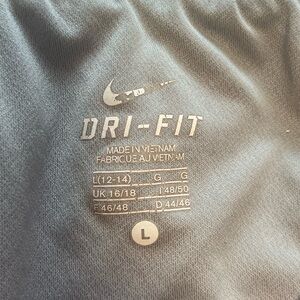 DRI-FIT
MADE IN VIETNAM
FABRIQUE AU VIETNAM
L(12-14) G G
UK 16/18 I 48/50
F 46/48 D 44/46
L